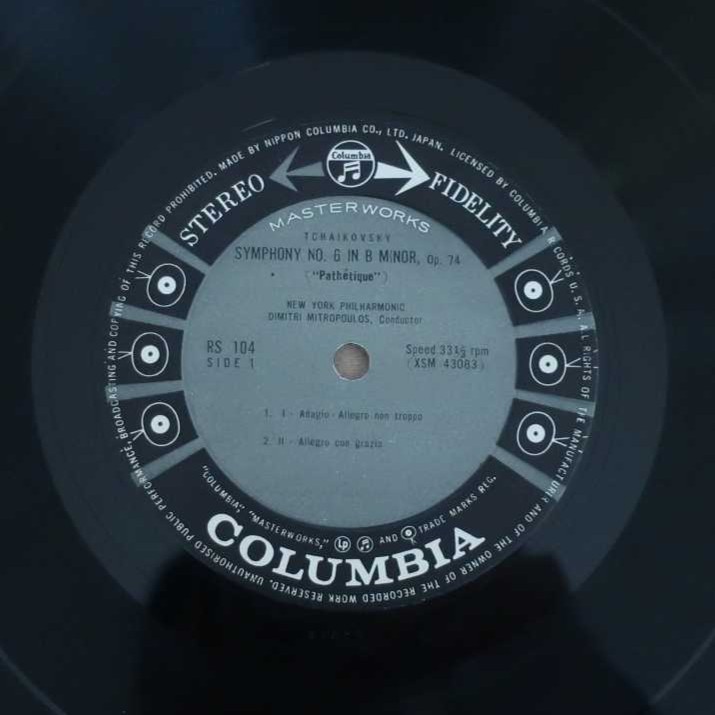 MADE BY NIPPON COLUMBIA CO., LTD. JAPAN. LICENSED BY COLUMBIA RECORDS U.S.A. ALL RIGHTS OF THE MANUFACTURER AND OF THE OWNER OF THE RECORDED WORK RESERVED. UNAUTHORISED PUBLIC PERFORMANCE, BROADCASTING AND COPYING OF THIS RECORD PROHIBITED.
Columbia
STEREO FIDELITY
MASTERWORKS
TCHAIKOVSKY
SYMPHONY NO. 6 IN B MINOR, Op. 74
("Pathétique")
NEW YORK PHILHARMONIC
DIMITRI MITROPOULOS, Conductor
RS 104
SIDE 1
Speed 33⅓ rpm
(XSM 43083)
1. I - Adagio - Allegro non troppo
2. II - Allegro con grazia
"COLUMBIA," "MASTERWORKS," Lp AND TRADE MARKS REG.
COLUMBIA